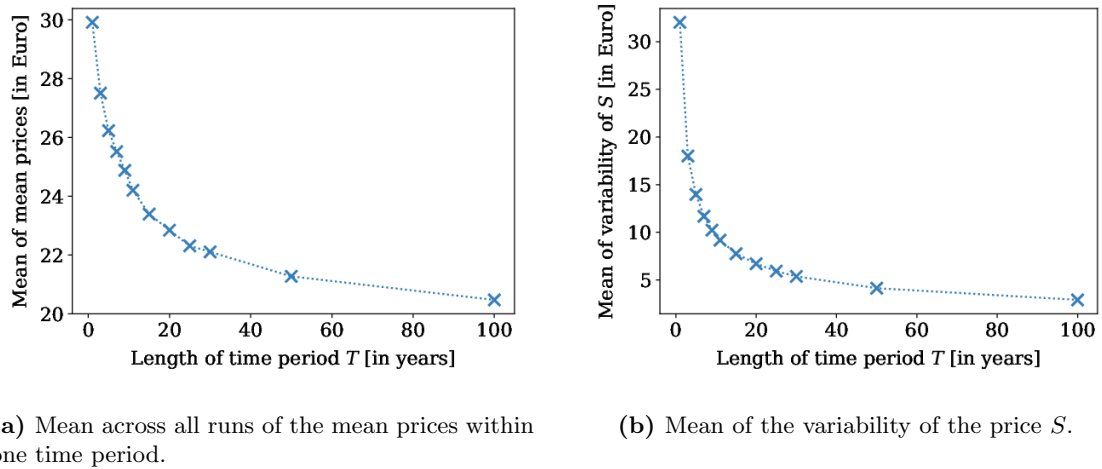 30
28
26
24
22
20
Mean of mean prices [in Euro]
0 20 40 60 80 100
Length of time period T [in years]
30
25
20
15
10
5
Mean of variability of S [in Euro]
0 20 40 60 80 100
Length of time period T [in years]
a) Mean across all runs of the mean prices within
one time period.
(b) Mean of the variability of the price S.